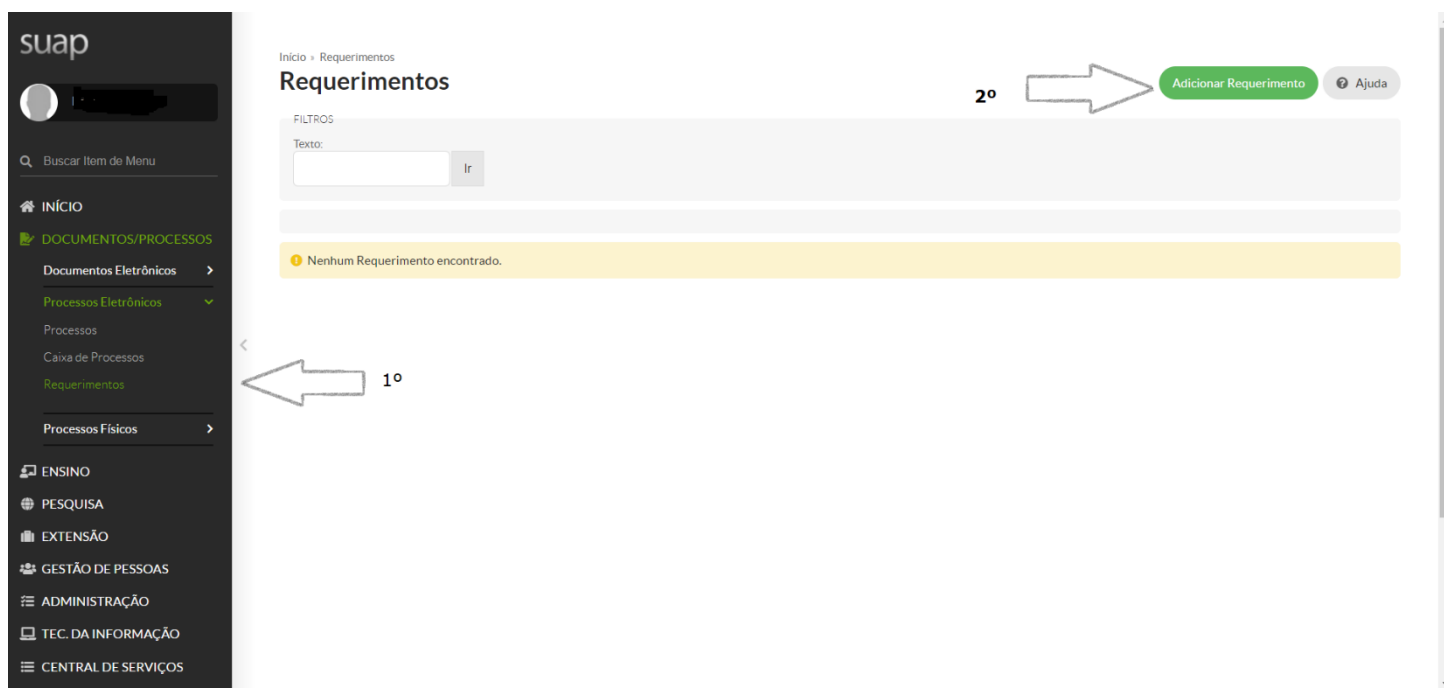 suap
Buscar Item de Menu
INÍCIO
DOCUMENTOS/PROCESSOS
Documentos Eletrônicos
Processos Eletrônicos
Processos
Caixa de Processos
Requerimentos
Processos Físicos
ENSINO
PESQUISA
EXTENSÃO
GESTÃO DE PESSOAS
ADMINISTRAÇÃO
TEC. DA INFORMAÇÃO
CENTRAL DE SERVIÇOS
Início » Requerimentos
Requerimentos
2º
Adicionar Requerimento
Ajuda
FILTROS
Texto:
Ir
Nenhum Requerimento encontrado.
1º